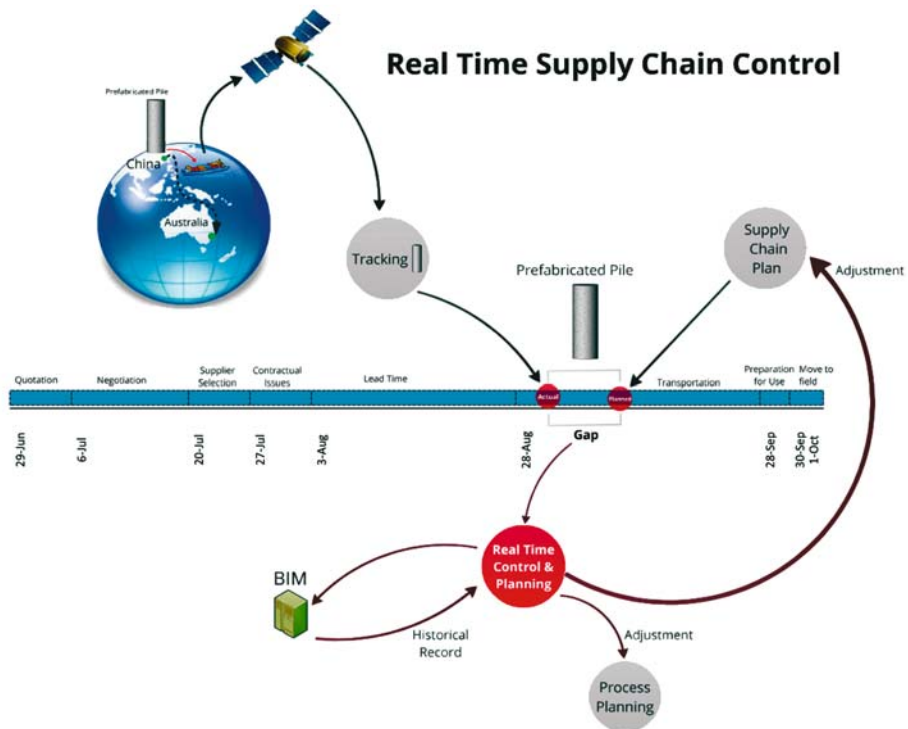 Real Time Supply Chain Control
Prefabricated Pile
China
Australia
Tracking
Prefabricated Pile
Supply
Chain
Plan
Adjustment
Quotation
Negotiation
Supplier
Selection
Contractual
Issues
Lead Time
Transportation
Preparation
for Use
Move to
field
Actual
Gap
29-Jun
6-Jul
20-Jul
27-Jul
3-Aug
28-Aug
28-Sep
30-Sep
1-Oct
Real Time
Control &
Planning
BIM
Historical
Record
Adjustment
Process
Planning